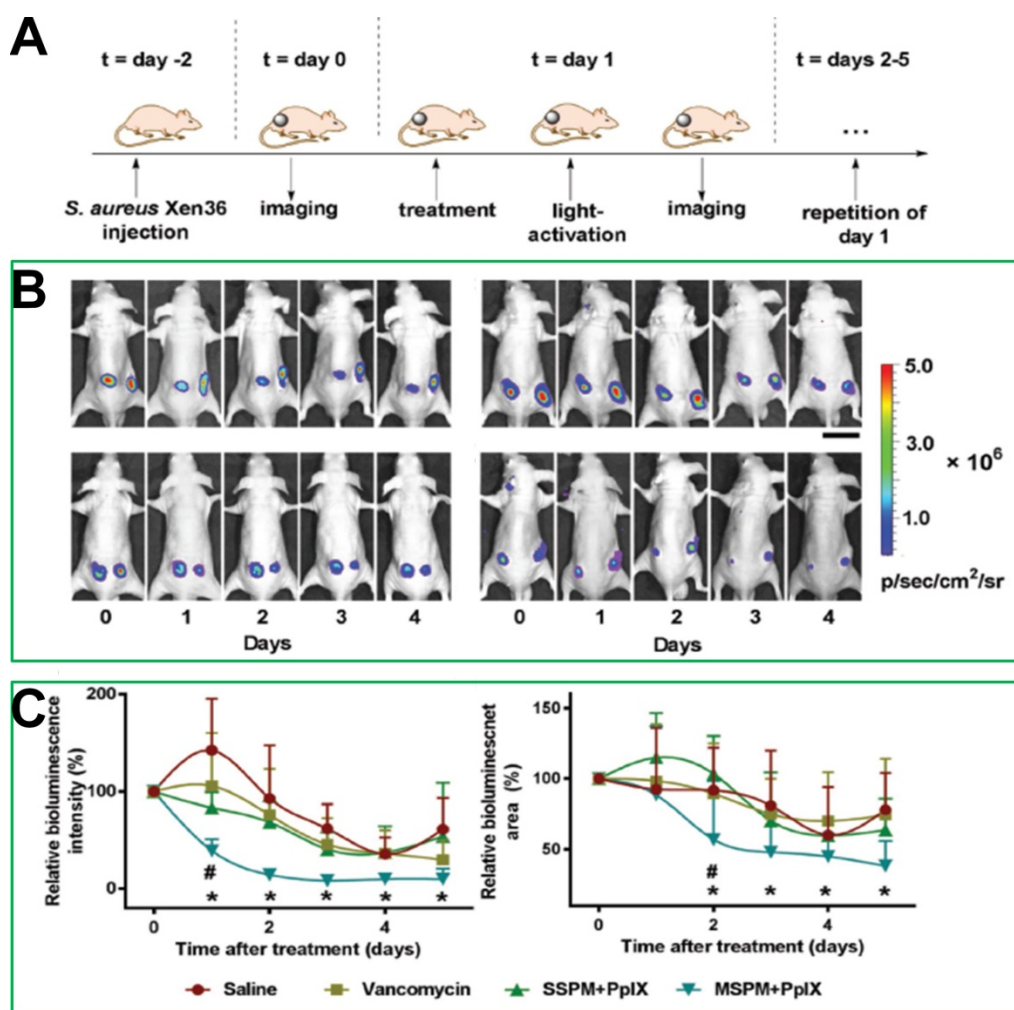 A
t = day -2
t = day 0
t = day 1
t = days 2-5
...
S. aureus Xen36
injection
imaging
treatment
light-
activation
imaging
repetition of
day 1
B
5.0
3.0
× 10⁶
1.0
p/sec/cm²/sr
0 1 2 3 4
Days
0 1 2 3 4
Days
C
Relative bioluminescence
intensity (%)
200
100
0
#
* * * * *
0 2 4
Time after treatment (days)
Relative bioluminescnet
area (%)
150
100
50
#
* * * *
0 2 4
Time after treatment (days)
Saline
Vancomycin
SSPM+PpIX
MSPM+PpIX